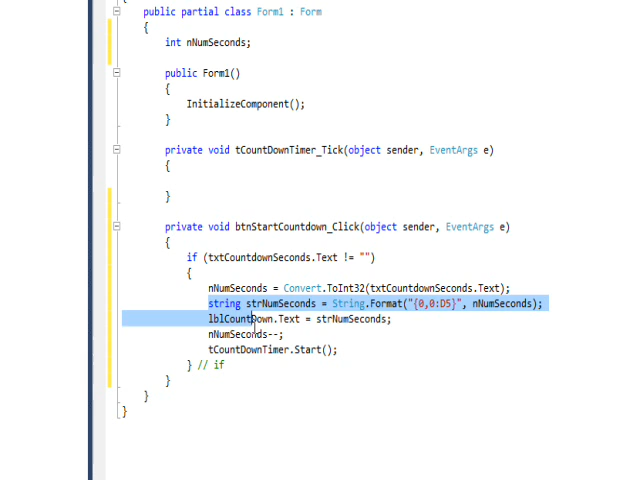 public partial class Form1 : Form
{
int nNumSeconds;
public Form1()
{
InitializeComponent();
}
private void tCountDownTimer_Tick(object sender, EventArgs e)
{
}
private void btnStartCountdown_Click(object sender, EventArgs e)
{
if (txtCountdownSeconds.Text != "")
{
nNumSeconds = Convert.ToInt32(txtCountdownSeconds.Text);
string strNumSeconds = String.Format("{0,0:D5}", nNumSeconds);
lblCountDown.Text = strNumSeconds;
nNumSeconds--;
tCountDownTimer.Start();
} // if
}
}
}